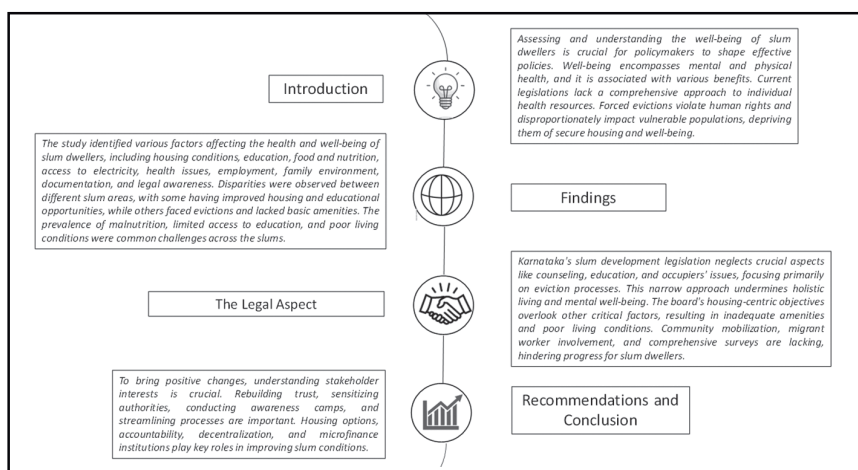 Introduction
Assessing and understanding the well-being of slum
dwellers is crucial for policymakers to shape effective
policies. Well-being encompasses mental and physical
health, and it is associated with various benefits. Current
legislations lack a comprehensive approach to individual
health resources. Forced evictions violate human rights and
disproportionately impact vulnerable populations, depriving
them of secure housing and well-being.
Findings
The study identified various factors affecting the health and well-being of
slum dwellers, including housing conditions, education, food and nutrition,
access to electricity, health issues, employment, family environment,
documentation, and legal awareness. Disparities were observed between
different slum areas, with some having improved housing and educational
opportunities, while others faced evictions and lacked basic amenities. The
prevalence of malnutrition, limited access to education, and poor living
conditions were common challenges across the slums.
The Legal Aspect
Karnataka's slum development legislation neglects crucial aspects
like counseling, education, and occupiers' issues, focusing primarily
on eviction processes. This narrow approach undermines holistic
living and mental well-being. The board's housing-centric objectives
overlook other critical factors, resulting in inadequate amenities
and poor living conditions. Community mobilization, migrant
worker involvement, and comprehensive surveys are lacking,
hindering progress for slum dwellers.
Recommendations and
Conclusion
To bring positive changes, understanding stakeholder
interests is crucial. Rebuilding trust, sensitizing
authorities, conducting awareness camps, and
streamlining processes are important. Housing options,
accountability, decentralization, and microfinance
institutions play key roles in improving slum conditions.